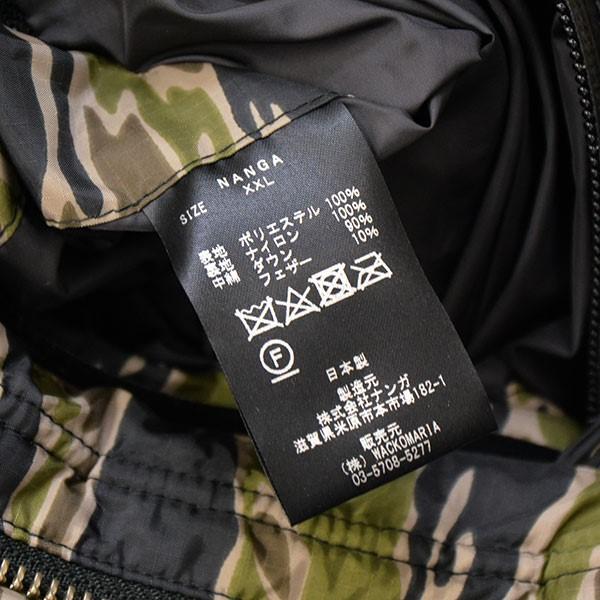 NANGA
SIZE XXL
表地 ポリエステル 100%
裏地 ナイロン 100%
中綿 ダウン 90%
フェザー 10%
F
日本製
製造元
株式会社ナンガ
滋賀県米原市本市場182-1
販売元
(株) WACKOMARIA
03-5708-5277